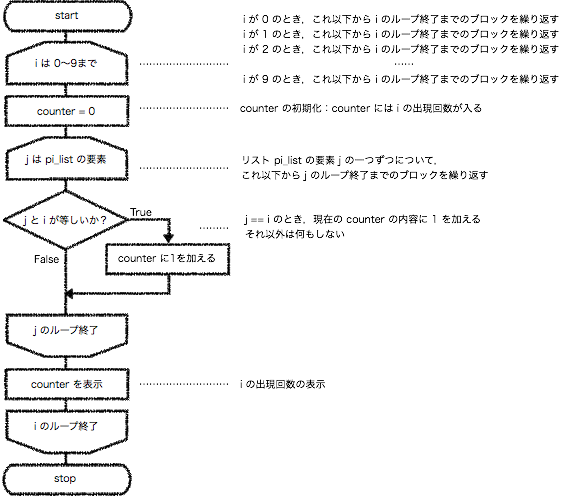 start
i が 0 のとき，これ以下から i のループ終了までのブロックを繰り返す
i が 1 のとき，これ以下から i のループ終了までのブロックを繰り返す
i は 0〜9まで
i が 2 のとき，これ以下から i のループ終了までのブロックを繰り返す
……
i が 9 のとき，これ以下から i のループ終了までのブロックを繰り返す
counter = 0
counter の初期化：counter には i の出現回数が入る
j は pi_list の要素
リスト pi_list の要素 j の一つずつについて，
これ以下から j のループ終了までのブロックを繰り返す
j と i が等しいか？
True
j == i のとき，現在の counter の内容に 1 を加える
それ以外は何もしない
False
counter に1を加える
j のループ終了
counter を表示
i の出現回数の表示
i のループ終了
stop